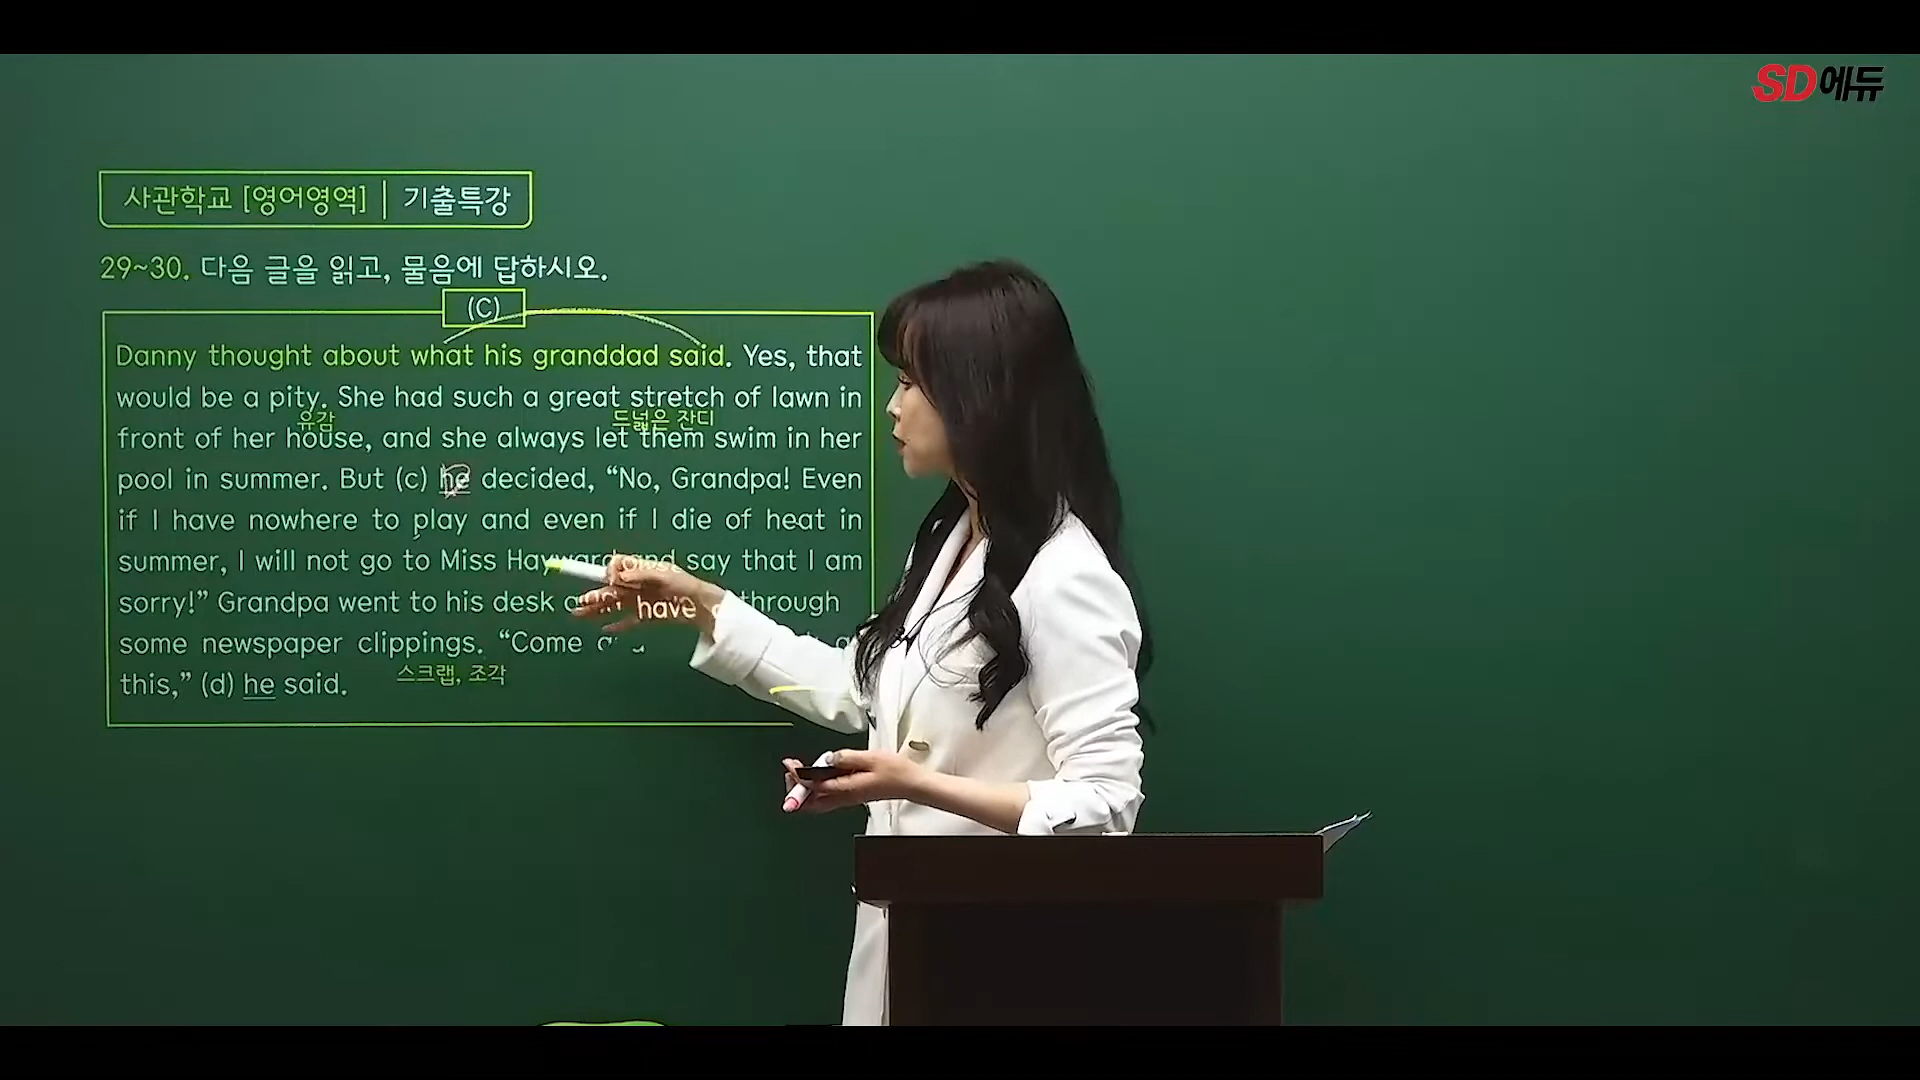 SD에듀
사관학교 [영어영역] | 기출특강
29~30. 다음 글을 읽고, 물음에 답하시오.
(C)
Danny thought about what his granddad said. Yes, that
would be a pity. She had such a great stretch of lawn in
유감 두넓은 잔디
front of her house, and she always let them swim in her
pool in summer. But (c) he decided, “No, Grandpa! Even
if I have nowhere to play and even if I die of heat in
summer, I will not go to Miss Hayward and say that I am
sorry!” Grandpa went to his desk have through
some newspaper clippings. “Come
스크랩, 조각
this,” (d) he said.